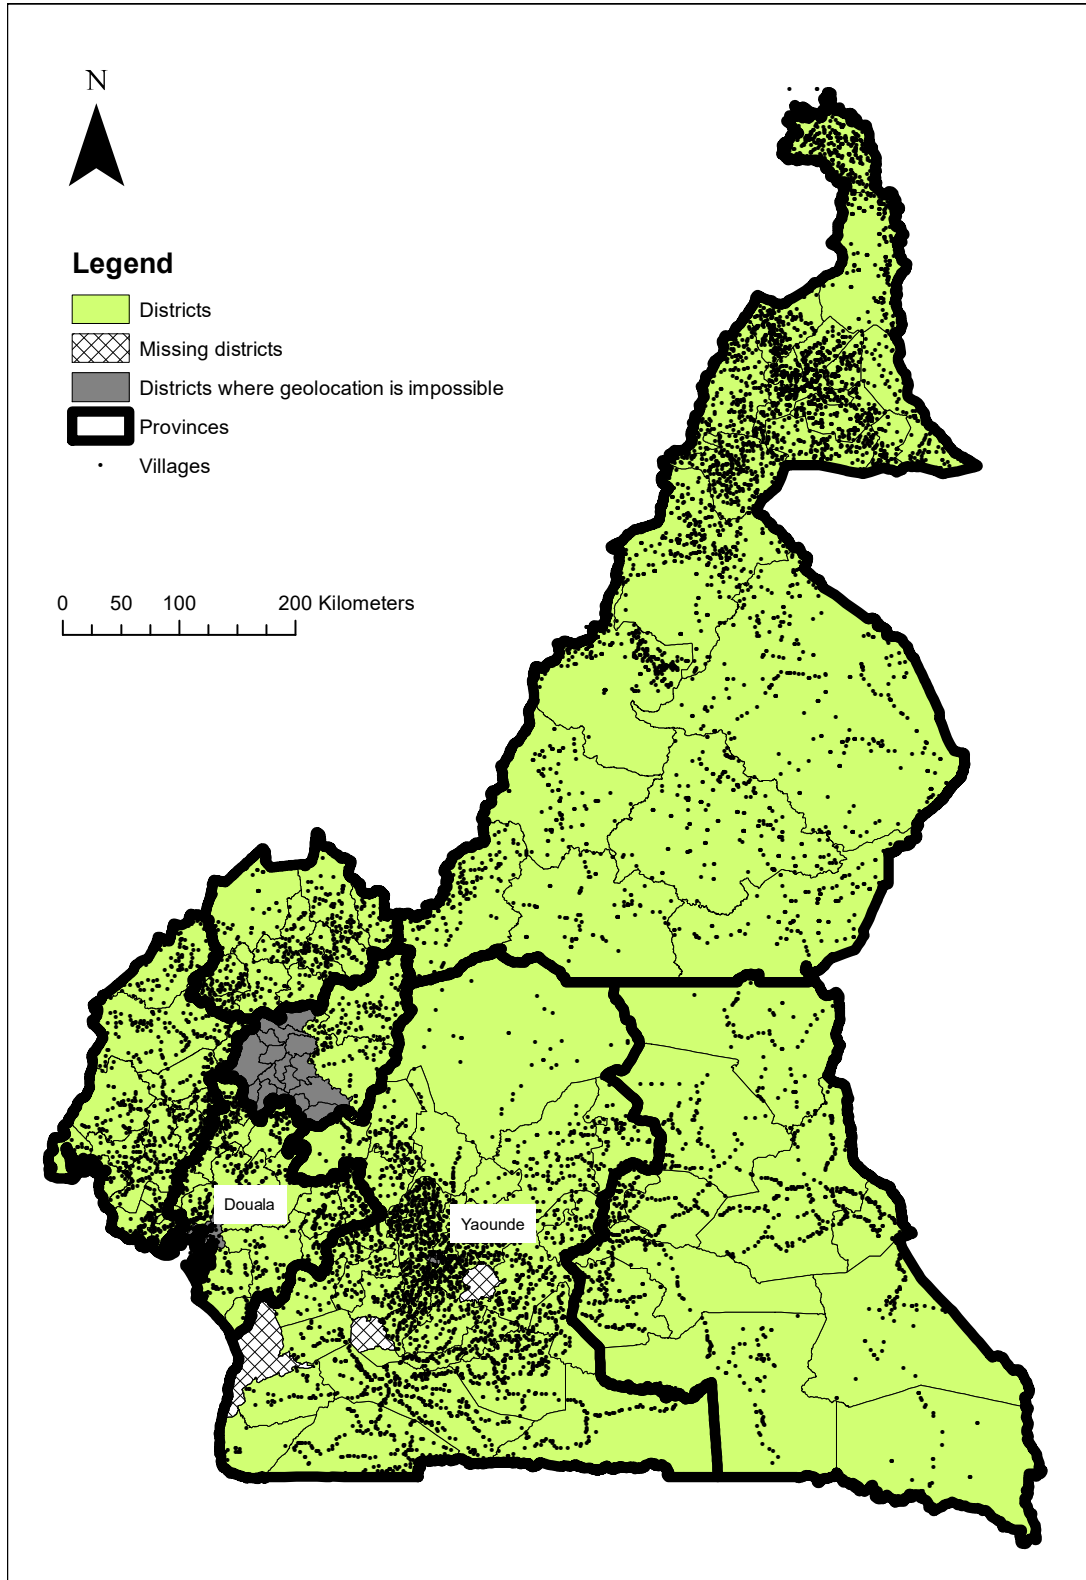 N
Legend
Districts
Missing districts
Districts where geolocation is impossible
Provinces
Villages
0 50 100 200 Kilometers
Douala
Yaounde